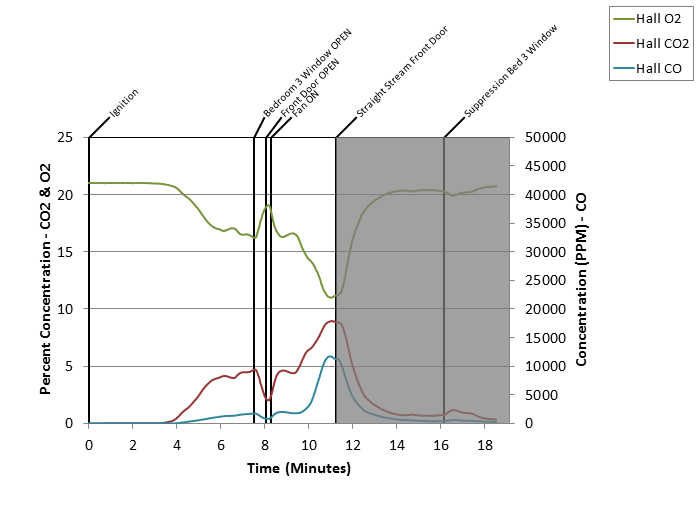 Hall O2
Hall CO2
Hall CO
Ignition
Bedroom 3 Window OPEN
Front Door OPEN
Fan ON
Straight Stream Front Door
Suppression Bed 3 Window
Percent Concentration - CO2 & O2
25
20
15
10
5
0
50000
45000
40000
35000
30000
25000
20000
15000
10000
5000
0
Concentration (PPM) - CO
0 2 4 6 8 10 12 14 16 18
Time (Minutes)